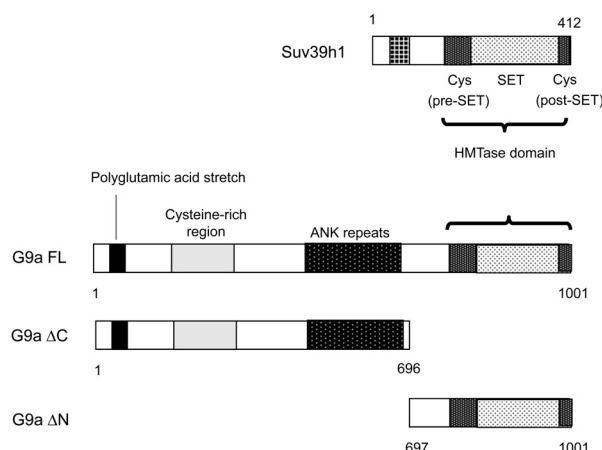 1
412
Suv39h1
Cys
SET
Cys
(pre-SET)
(post-SET)
HMTase domain
Polyglutamic acid stretch
Cysteine-rich
region
ANK repeats
G9a FL
1
1001
G9a ΔC
1
696
G9a ΔN
697
1001